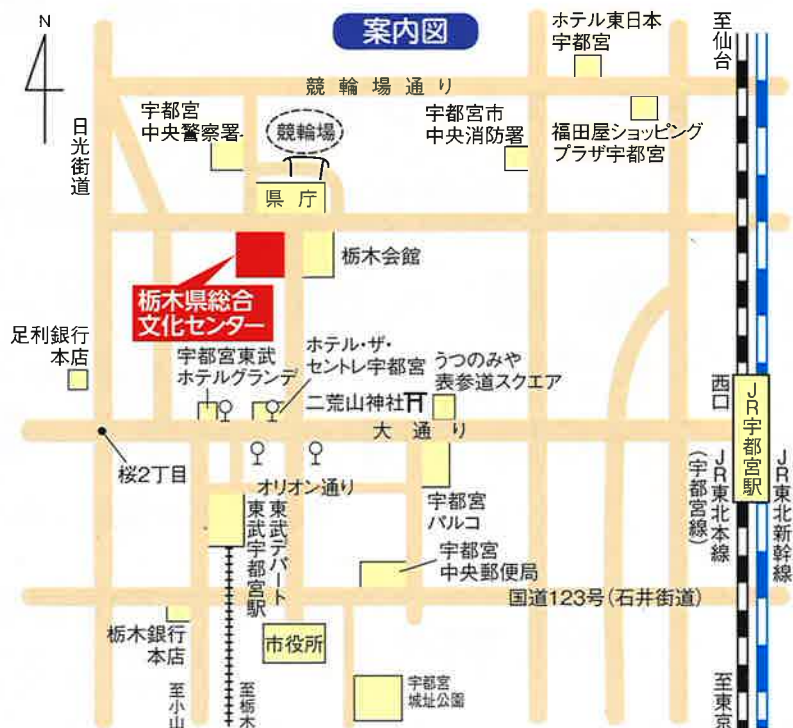 案内図
N
ホテル東日本
宇都宮
至仙台
競輪場通り
宇都宮
中央警察署
競輪場
宇都宮市
中央消防署
福田屋ショッピング
プラザ宇都宮
日光街道
県庁
栃木会館
栃木県総合
文化センター
足利銀行
本店
宇都宮東武
ホテルグランデ
ホテル・ザ・
セントレ宇都宮
うつのみや
表参道スクエア
二荒山神社
西口
JR宇都宮駅
大通り
桜2丁目
オリオン通り
宇都宮
パルコ
JR東北本線
(宇都宮線)
JR東北新幹線
東武デパート
東武宇都宮駅
宇都宮
中央郵便局
国道123号(石井街道)
栃木銀行
本店
市役所
宇都宮
城址公園
至小山
至栃木
至東京